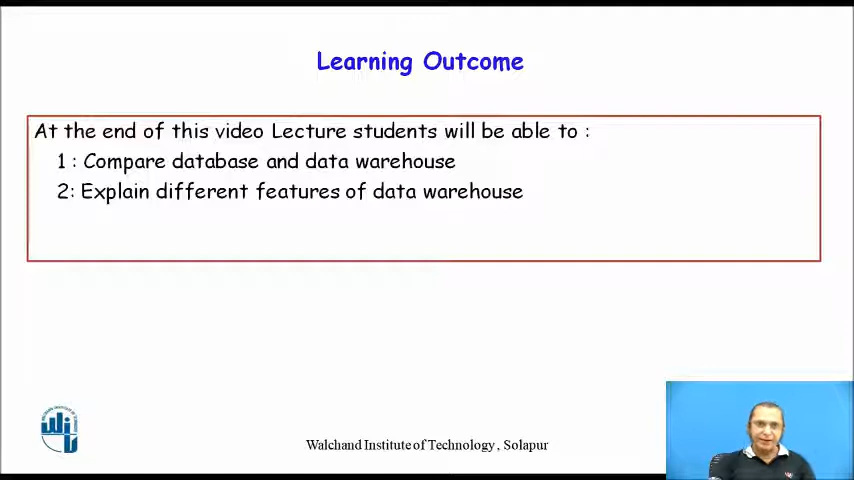 Learning Outcome
At the end of this video Lecture students will be able to :
1 : Compare database and data warehouse
2: Explain different features of data warehouse
Walchand Institute of Technology , Solapur